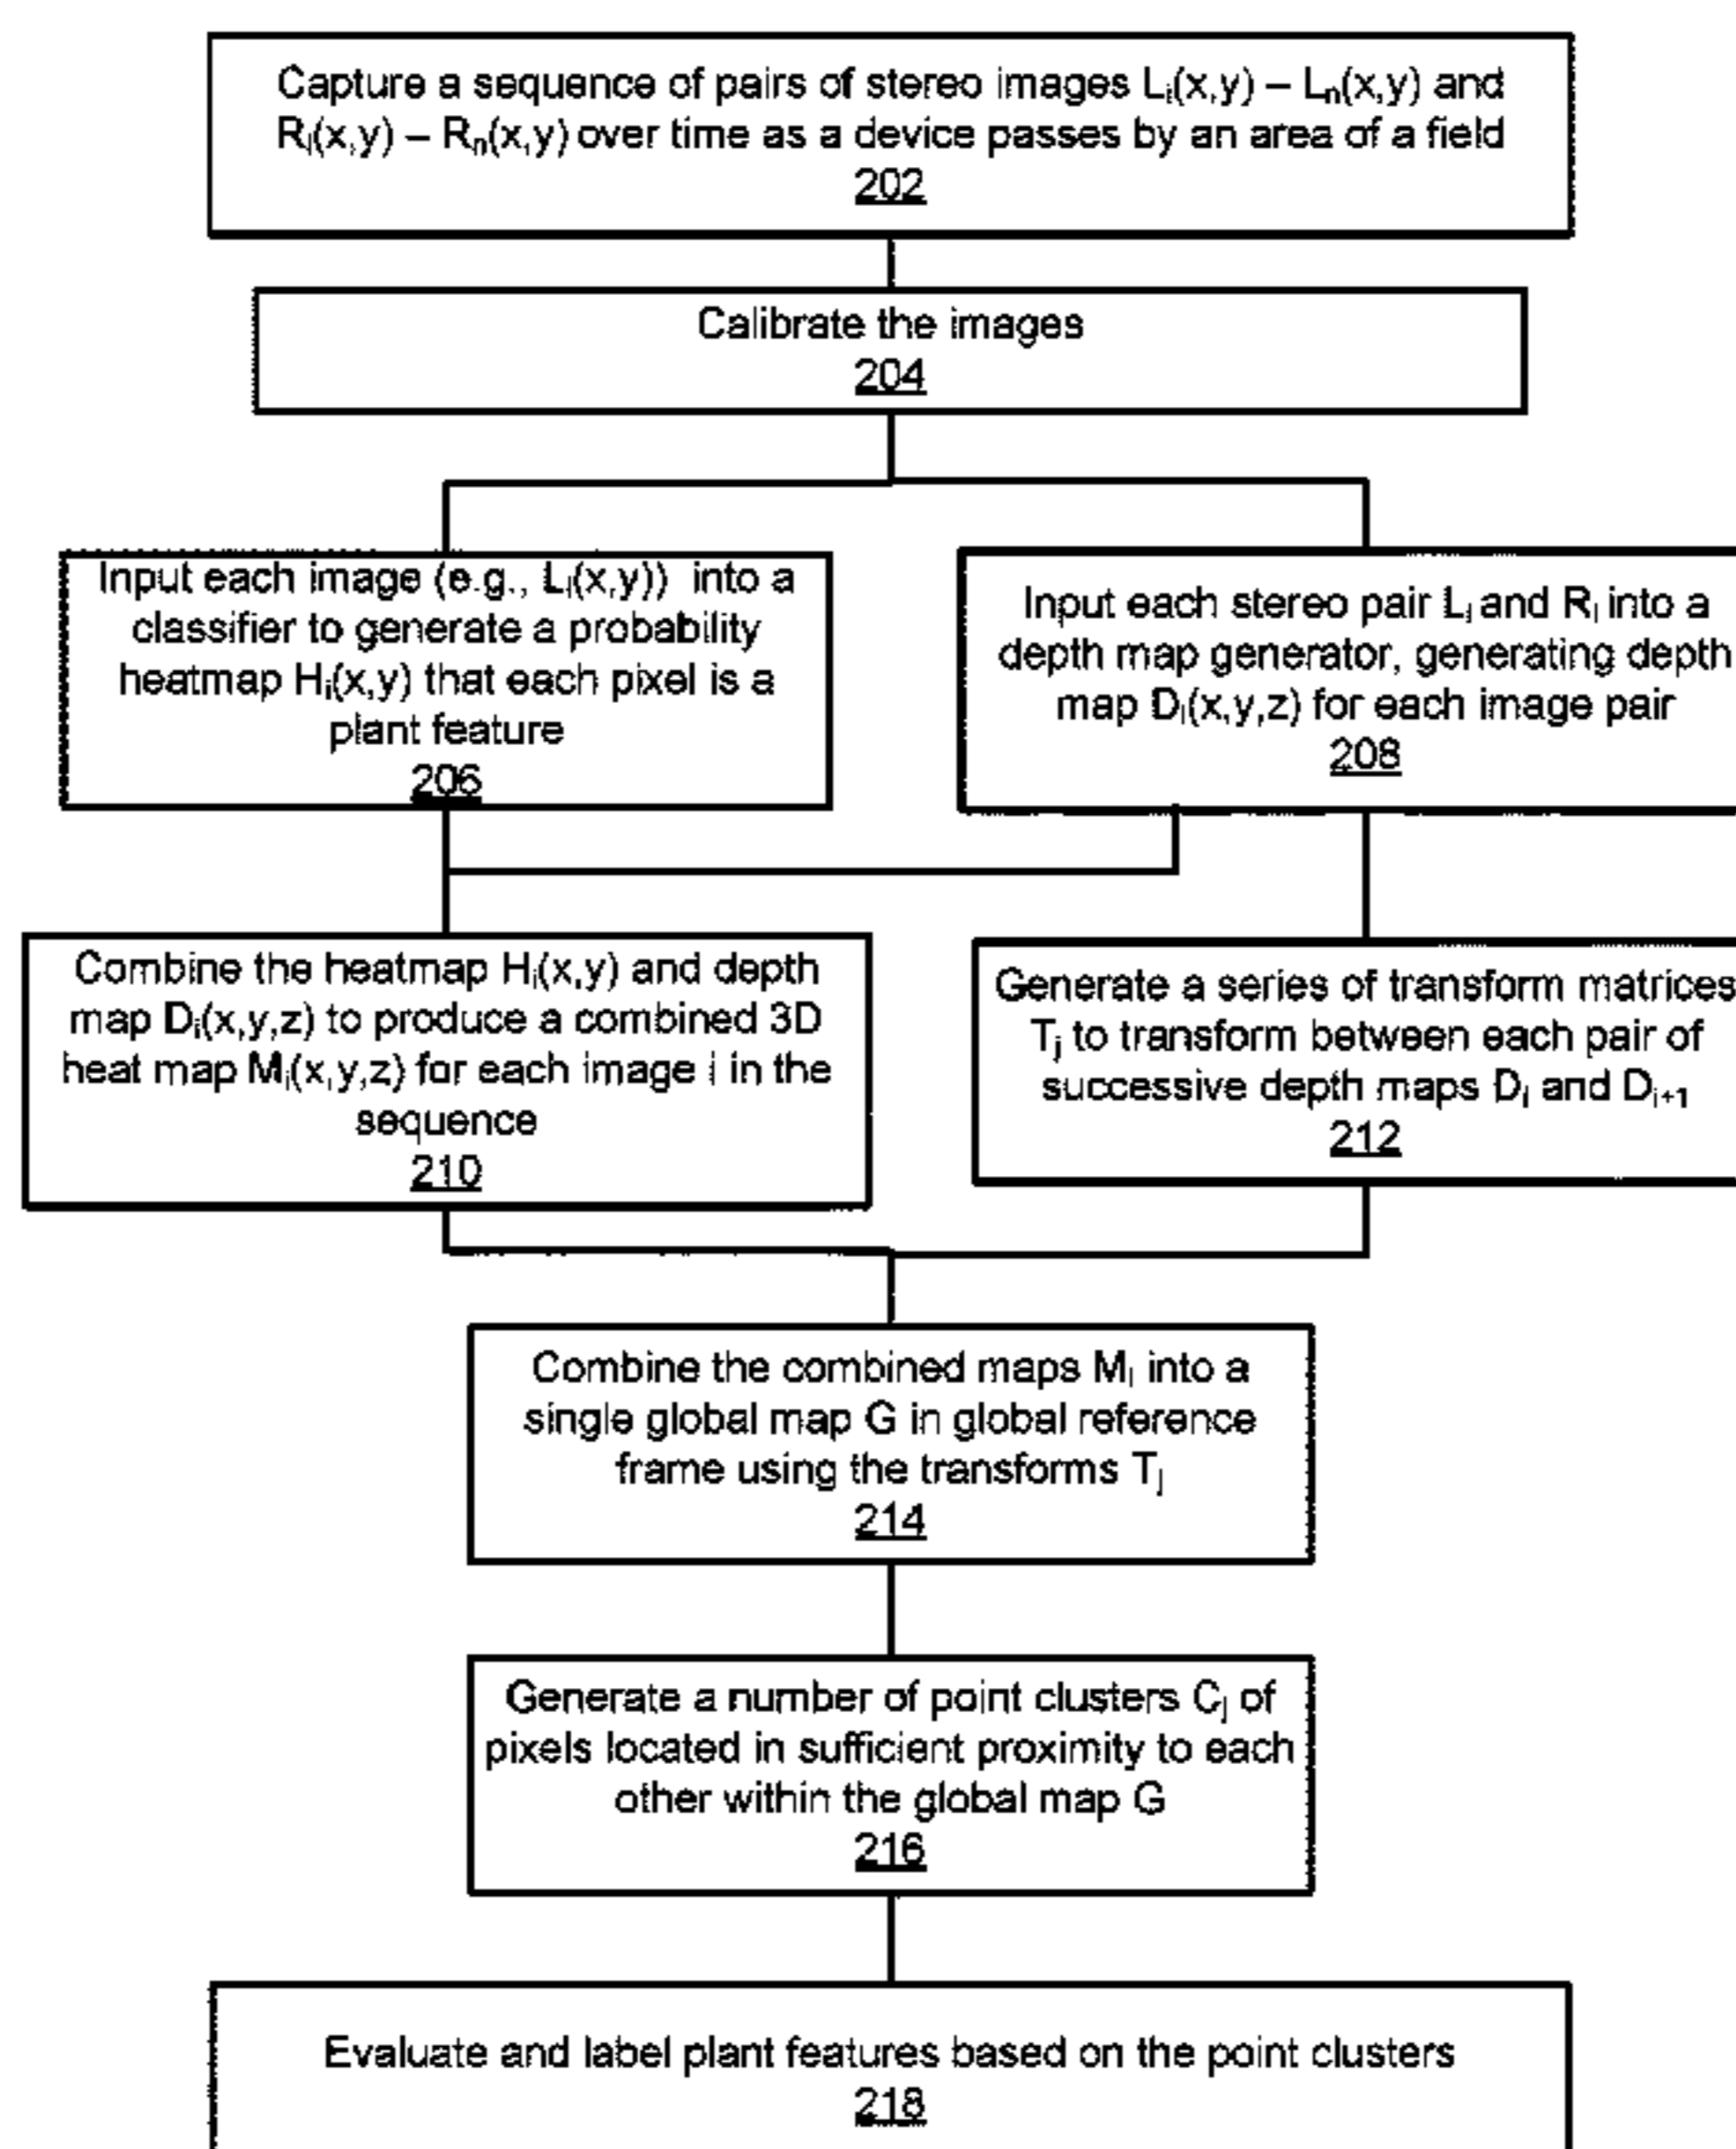 Capture a sequence of pairs of stereo images Lᵢ(x,y) – Lₙ(x,y) and
Rᵢ(x,y) – Rₙ(x,y) over time as a device passes by an area of a field
202
Calibrate the images
204
Input each image (e.g., Lᵢ(x,y)) into a
classifier to generate a probability
heatmap Hᵢ(x,y) that each pixel is a
plant feature
206
Input each stereo pair Lᵢ and Rᵢ into a
depth map generator, generating depth
map Dᵢ(x,y,z) for each image pair
208
Combine the heatmap Hᵢ(x,y) and depth
map Dᵢ(x,y,z) to produce a combined 3D
heat map Mᵢ(x,y,z) for each image i in the
sequence
210
Generate a series of transform matrices
Tⱼ to transform between each pair of
successive depth maps Dᵢ and Dᵢ₊₁
212
Combine the combined maps Mᵢ into a
single global map G in global reference
frame using the transforms Tⱼ
214
Generate a number of point clusters Cⱼ of
pixels located in sufficient proximity to each
other within the global map G
216
Evaluate and label plant features based on the point clusters
218